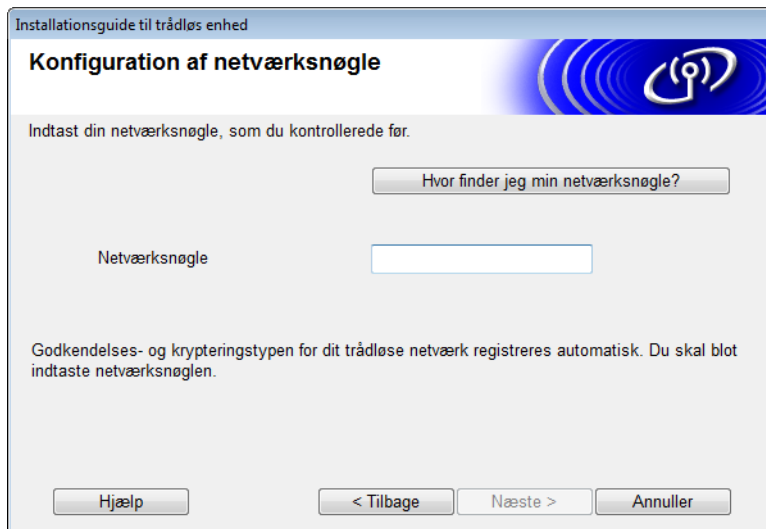 Installationsguide til trådløs enhed
Konfiguration af netværksnøgle
Indtast din netværksnøgle, som du kontrollerede før.
Hvor finder jeg min netværksnøgle?
Netværksnøgle
Godkendelses- og krypteringstypen for dit trådløse netværk registreres automatisk. Du skal blot
indtaste netværksnøglen.
Hjælp
< Tilbage
Næste >
Annuller